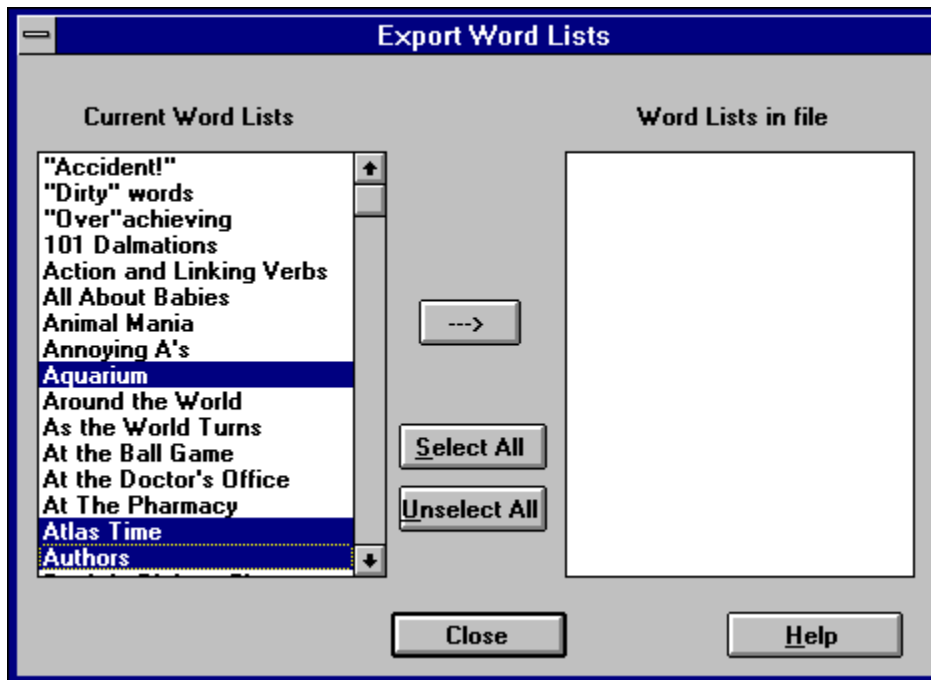 Export Word Lists
Current Word Lists
Word Lists in file
"Accident!"
"Dirty" words
"Over"achieving
101 Dalmations
Action and Linking Verbs
All About Babies
Animal Mania
Annoying A's
Aquarium
Around the World
As the World Turns
At the Ball Game
At the Doctor's Office
At The Pharmacy
Atlas Time
Authors
--->
Select All
Unselect All
Close
Help